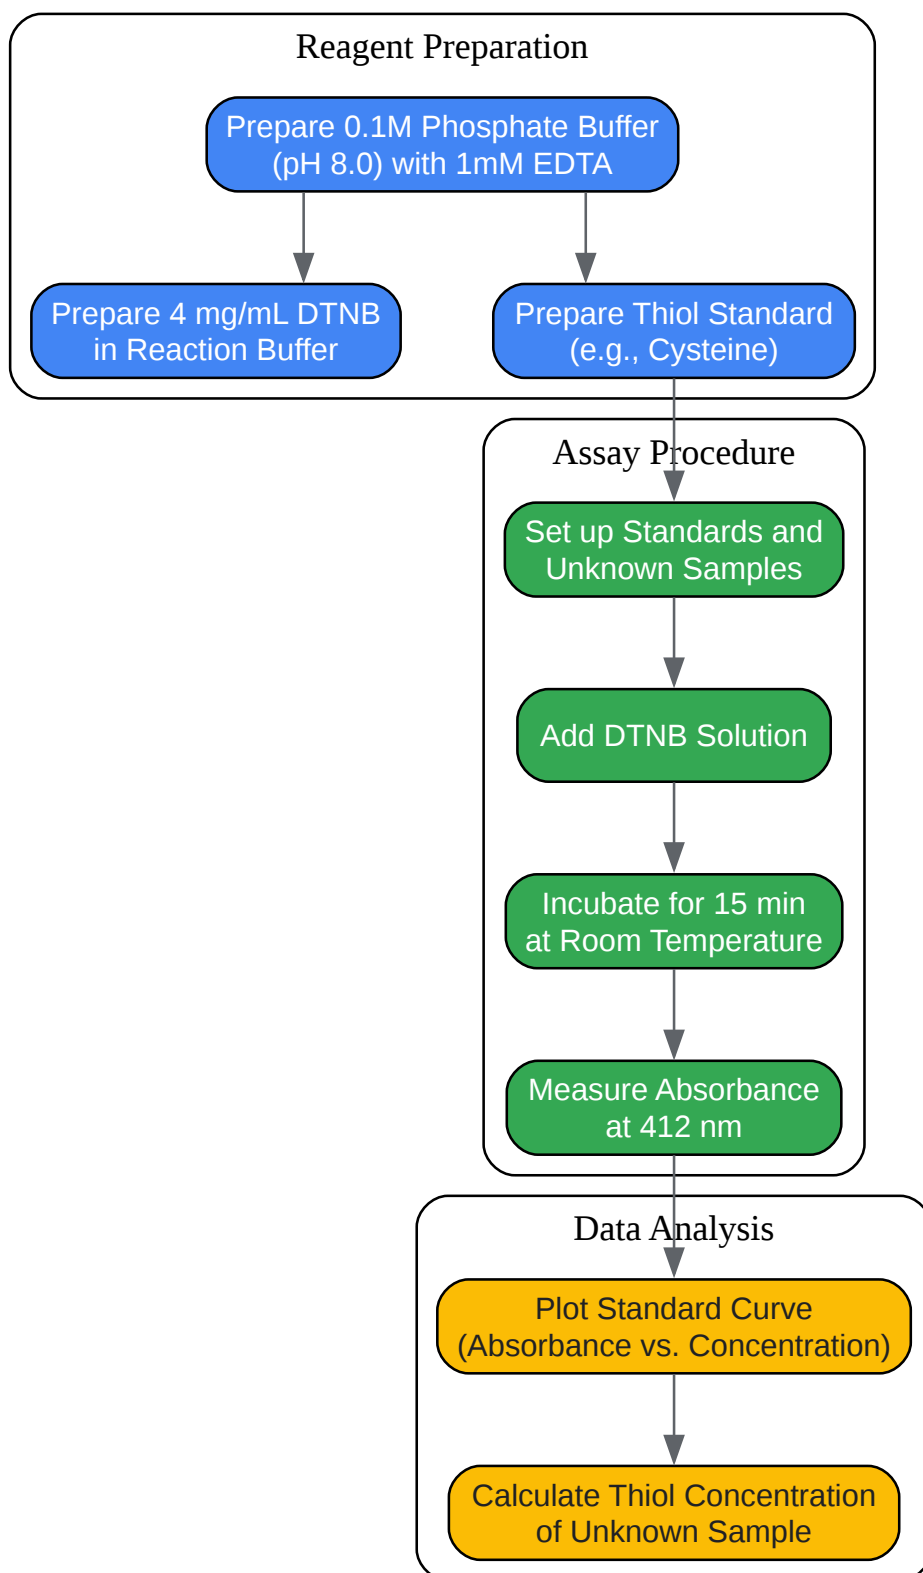 Reagent Preparation
Prepare 0.1M Phosphate Buffer
(pH 8.0) with 1mM EDTA
Prepare 4 mg/mL DTNB
in Reaction Buffer
Prepare Thiol Standard
(e.g., Cysteine)
Assay Procedure
Set up Standards and
Unknown Samples
Add DTNB Solution
Incubate for 15 min
at Room Temperature
Measure Absorbance
at 412 nm
Data Analysis
Plot Standard Curve
(Absorbance vs. Concentration)
Calculate Thiol Concentration
of Unknown Sample